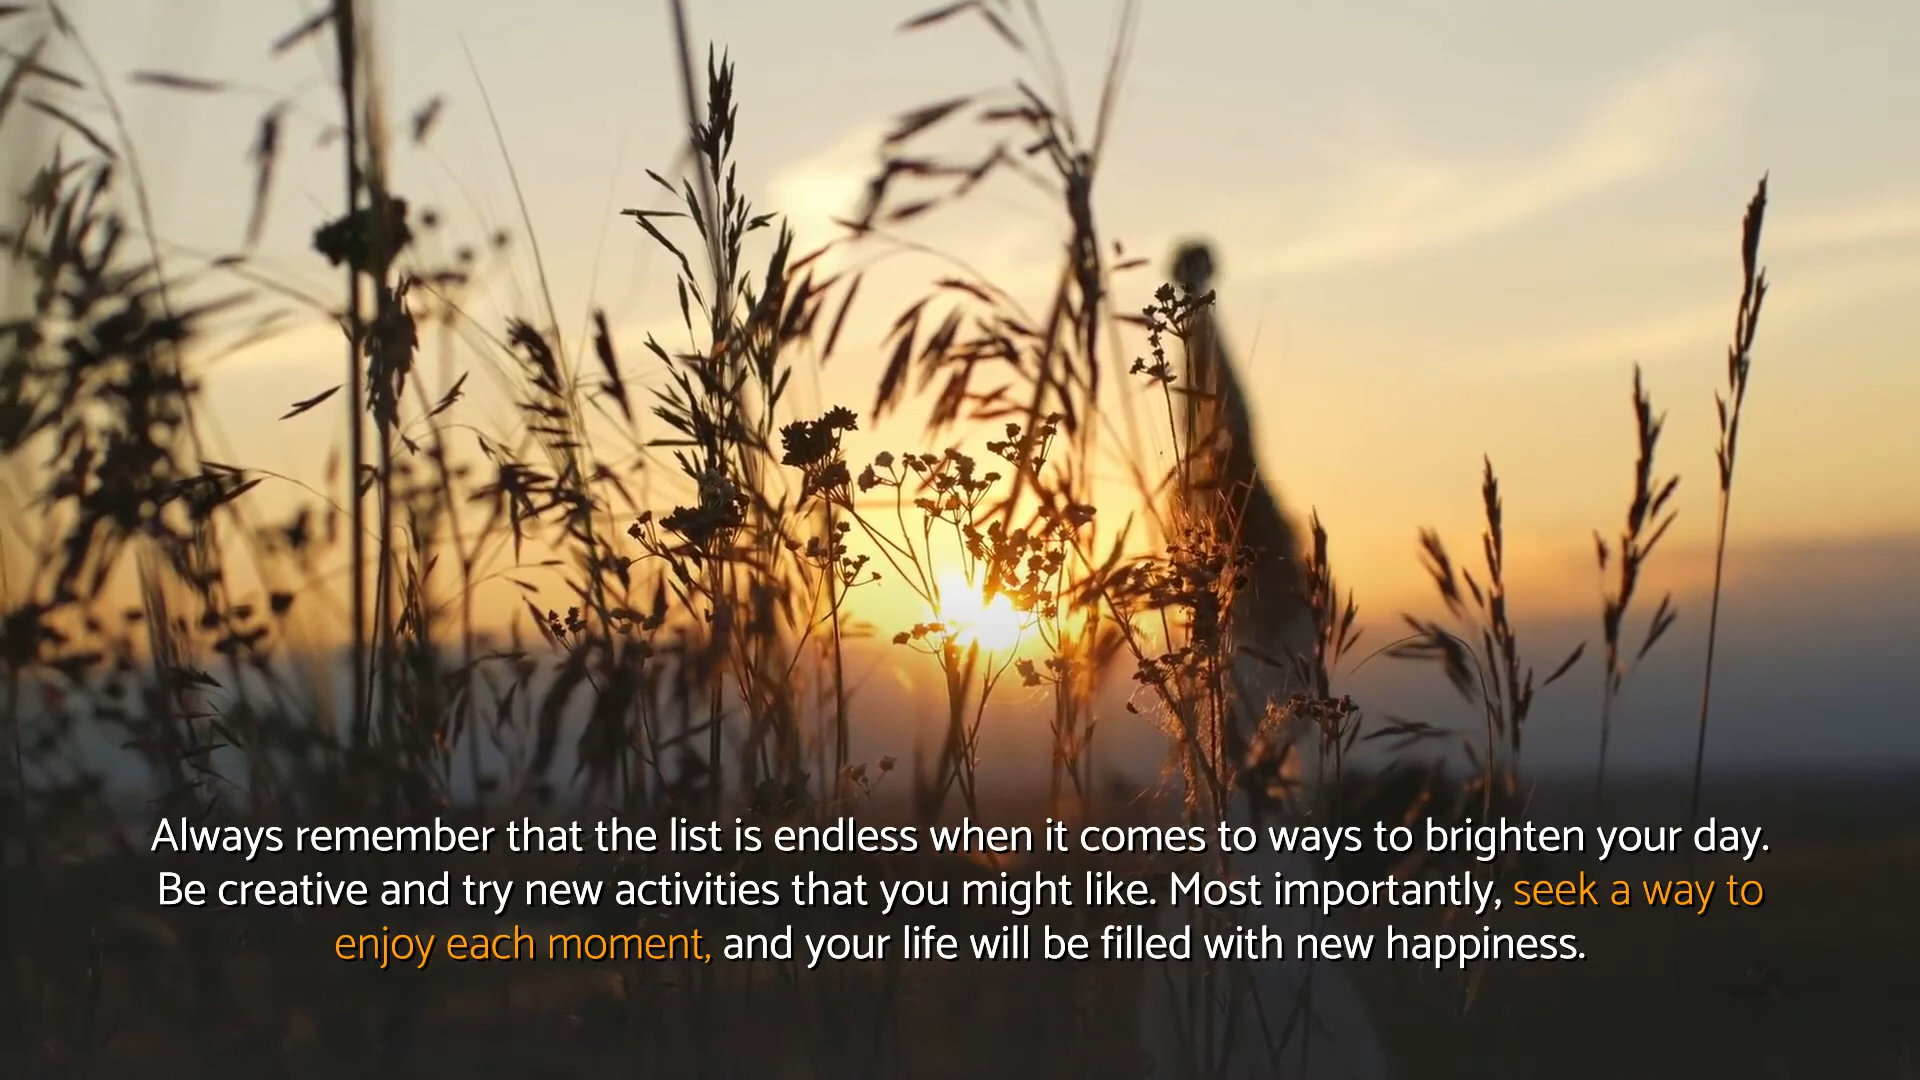 Always remember that the list is endless when it comes to ways to brighten your day.
Be creative and try new activities that you might like. Most importantly, seek a way to
enjoy each moment, and your life will be filled with new happiness.